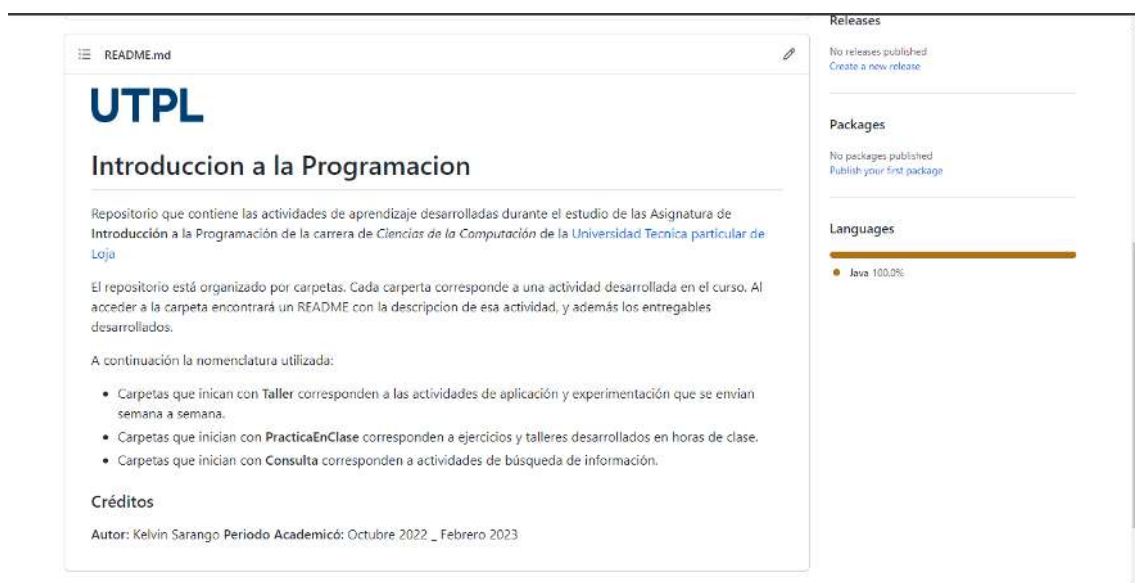 README.md
UTPL
Introduccion a la Programacion
Repositorio que contiene las actividades de aprendizaje desarrolladas durante el estudio de las Asignatura de
Introducción a la Programación de la carrera de Ciencias de la Computación de la Universidad Tecnica particular de
Loja
El repositorio está organizado por carpetas. Cada carperta corresponde a una actividad desarrollada en el curso. Al
acceder a la carpeta encontrará un README con la descripcion de esa actividad, y además los entregables
desarrollados.
A continuación la nomenclatura utilizada:
• Carpetas que inican con Taller corresponden a las actividades de aplicación y experimentación que se envian
semana a semana.
• Carpetas que inician con PracticaEnClase corresponden a ejercicios y talleres desarrollados en horas de clase.
• Carpetas que inician con Consulta corresponden a actividades de búsqueda de información.
Créditos
Autor: Kelvin Sarango Periodo Academicó: Octubre 2022 _ Febrero 2023
Releases
No releases published
Create a new release
Packages
No packages published
Publish your first package
Languages
Java 100.0%